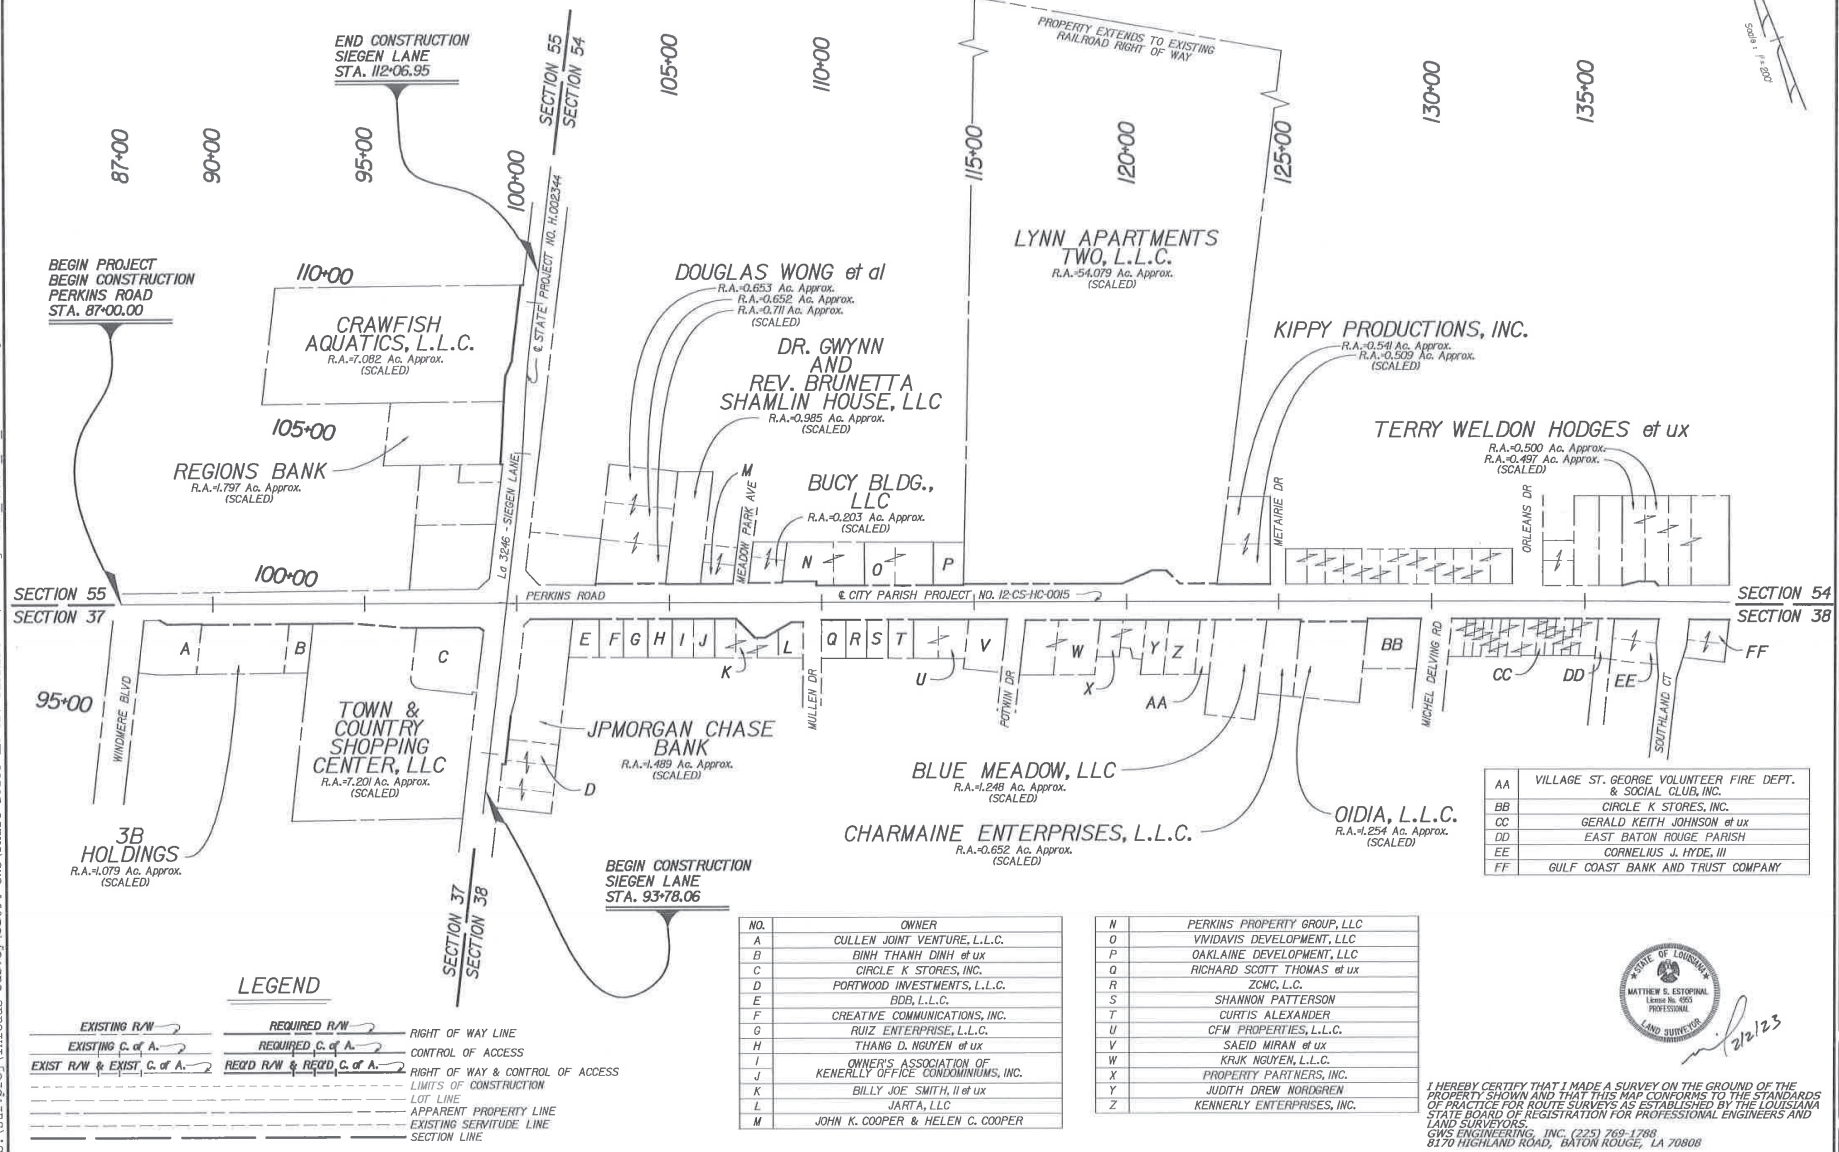 END CONSTRUCTION
SIEGEN LANE
STA. 112+06.95
SECTION 55
SECTION 54
PROPERTY EXTENDS TO EXISTING
RAILROAD RIGHT OF WAY
Scale : 1" = 200'
87+00
90+00
95+00
100+00
105+00
110+00
115+00
120+00
125+00
130+00
135+00
BEGIN PROJECT
BEGIN CONSTRUCTION
PERKINS ROAD
STA. 87+00.00
110+00
CRAWFISH
AQUATICS, L.L.C.
R.A.=7.082 Ac. Approx.
(SCALED)
105+00
REGIONS BANK
R.A.=1.797 Ac. Approx.
(SCALED)
100+00
℄ STATE PROJECT NO. H.002344
La 3246 - SIEGEN LANE
DOUGLAS WONG et al
R.A.=0.653 Ac. Approx.
R.A.=0.652 Ac. Approx.
R.A.=0.711 Ac. Approx.
(SCALED)
DR. GWYNN
AND
REV. BRUNETTA
SHAMLIN HOUSE, LLC
R.A.=0.985 Ac. Approx.
(SCALED)
M
MEADOW PARK AVE
BUCY BLDG.,
LLC
R.A.=0.203 Ac. Approx.
(SCALED)
N
O
P
LYNN APARTMENTS
TWO, L.L.C.
R.A.=54.079 Ac. Approx.
(SCALED)
KIPPY PRODUCTIONS, INC.
R.A.=0.541 Ac. Approx.
R.A.=0.509 Ac. Approx.
(SCALED)
METAIRIE DR
TERRY WELDON HODGES et ux
R.A.=0.500 Ac. Approx.
R.A.=0.497 Ac. Approx.
(SCALED)
ORLEANS DR
SECTION 55
SECTION 37
PERKINS ROAD
℄ CITY PARISH PROJECT NO. 12-CS-HC-0015
SECTION 54
SECTION 38
A
B
C
E
F
G
H
I
J
K
L
Q
R
S
T
U
V
W
X
Y
Z
AA
BB
CC
DD
EE
FF
95+00
WINDMERE BLVD
MULLEN DR
POTWIN DR
MICHEL DELVING RD
SOUTHLAND CT
TOWN &
COUNTRY
SHOPPING
CENTER, LLC
R.A.=7.201 Ac. Approx.
(SCALED)
JPMORGAN CHASE
BANK
R.A.=1.489 Ac. Approx.
(SCALED)
D
3B
HOLDINGS
R.A.=1.079 Ac. Approx.
(SCALED)
BLUE MEADOW, LLC
R.A.=1.248 Ac. Approx.
(SCALED)
CHARMAINE ENTERPRISES, L.L.C.
R.A.=0.652 Ac. Approx.
(SCALED)
OIDIA, L.L.C.
R.A.=1.254 Ac. Approx.
(SCALED)
BEGIN CONSTRUCTION
SIEGEN LANE
STA. 93+78.06
SECTION 37
SECTION 38
AA VILLAGE ST. GEORGE VOLUNTEER FIRE DEPT.
& SOCIAL CLUB, INC.
BB CIRCLE K STORES, INC.
CC GERALD KEITH JOHNSON et ux
DD EAST BATON ROUGE PARISH
EE CORNELIUS J. HYDE, III
FF GULF COAST BANK AND TRUST COMPANY
NO. OWNER
A CULLEN JOINT VENTURE, L.L.C.
B BINH THANH DINH et ux
C CIRCLE K STORES, INC.
D PORTWOOD INVESTMENTS, L.L.C.
E BDB, L.L.C.
F CREATIVE COMMUNICATIONS, INC.
G RUIZ ENTERPRISE, L.L.C.
H THANG D. NGUYEN et ux
I OWNER'S ASSOCIATION OF
J KENERLLY OFFICE CONDOMINIUMS, INC.
K BILLY JOE SMITH, II et ux
L JARTA, LLC
M JOHN K. COOPER & HELEN C. COOPER
N PERKINS PROPERTY GROUP, LLC
O VIVIDAVIS DEVELOPMENT, LLC
P OAKLAINE DEVELOPMENT, LLC
Q RICHARD SCOTT THOMAS et ux
R ZCMC, L.C.
S SHANNON PATTERSON
T CURTIS ALEXANDER
U CFM PROPERTIES, L.L.C.
V SAEID MIRAN et ux
W KRJK NGUYEN, L.L.C.
X PROPERTY PARTNERS, INC.
Y JUDITH DREW NORDGREN
Z KENNERLY ENTERPRISES, INC.
LEGEND
EXISTING R/W REQUIRED R/W RIGHT OF WAY LINE
EXISTING C. of A. REQUIRED C. of A. CONTROL OF ACCESS
EXIST R/W & EXIST. C. of A. REQ'D R/W & REQ'D. C. of A. RIGHT OF WAY & CONTROL OF ACCESS
LIMITS OF CONSTRUCTION
LOT LINE
APPARENT PROPERTY LINE
EXISTING SERVITUDE LINE
SECTION LINE
STATE OF LOUISIANA
MATTHEW S. ESTOPINAL
License No. 4955
PROFESSIONAL
LAND SURVEYOR
2/2/23
I HEREBY CERTIFY THAT I MADE A SURVEY ON THE GROUND OF THE
PROPERTY SHOWN AND THAT THIS MAP CONFORMS TO THE STANDARDS
OF PRACTICE FOR ROUTE SURVEYS AS ESTABLISHED BY THE LOUISIANA
STATE BOARD OF REGISTRATION FOR PROFESSIONAL ENGINEERS AND
LAND SURVEYORS.
GWS ENGINEERING, INC. (225) 769-1788
8170 HIGHLAND ROAD, BATON ROUGE, LA 70808